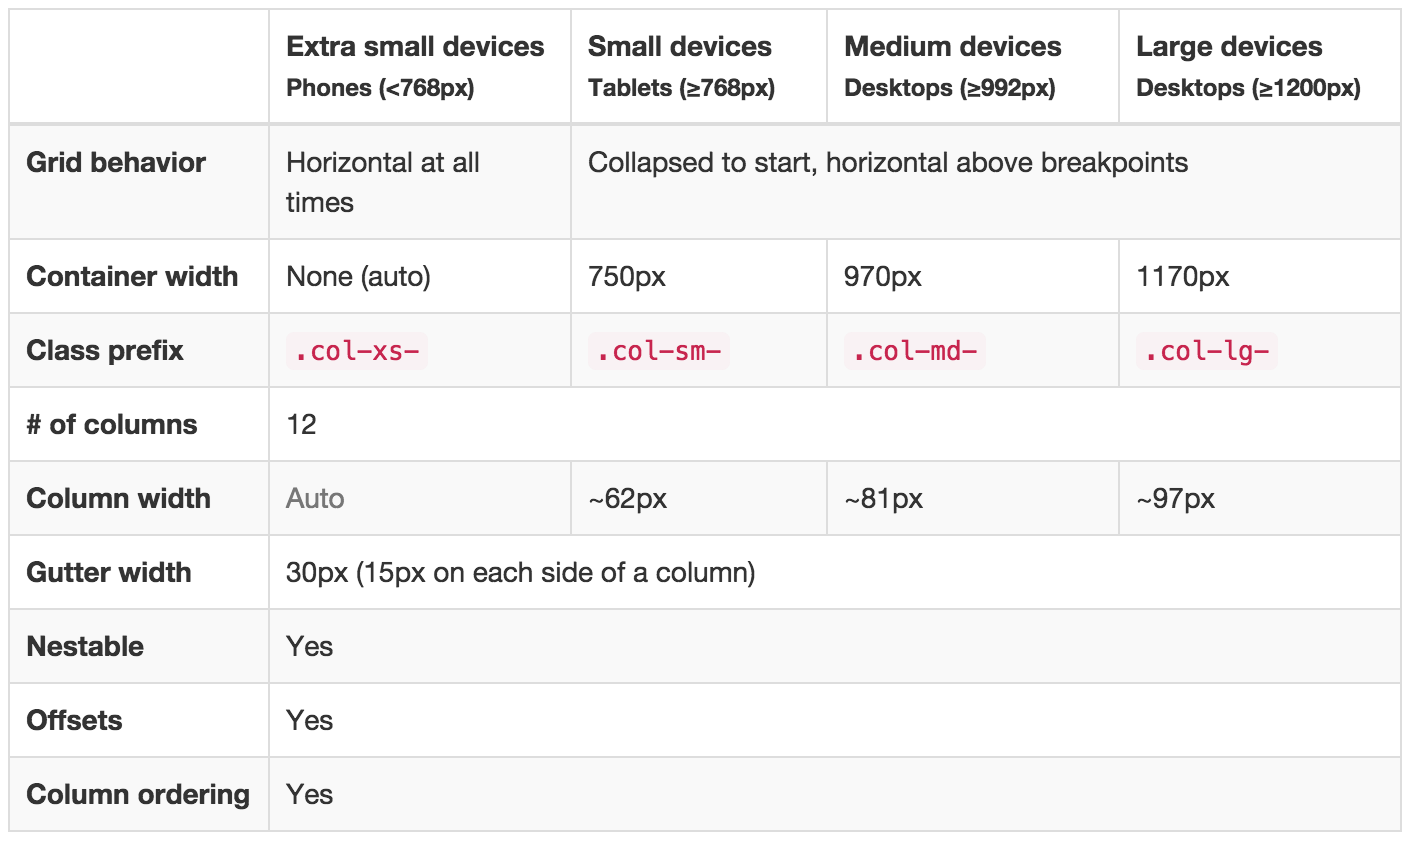 Extra small devices Small devices Medium devices Large devices
Phones (<768px) Tablets (≥768px) Desktops (≥992px) Desktops (≥1200px)
Grid behavior Horizontal at all Collapsed to start, horizontal above breakpoints
times
Container width None (auto) 750px 970px 1170px
Class prefix .col-xs- .col-sm- .col-md- .col-lg-
# of columns 12
Column width Auto ~62px ~81px ~97px
Gutter width 30px (15px on each side of a column)
Nestable Yes
Offsets Yes
Column ordering Yes